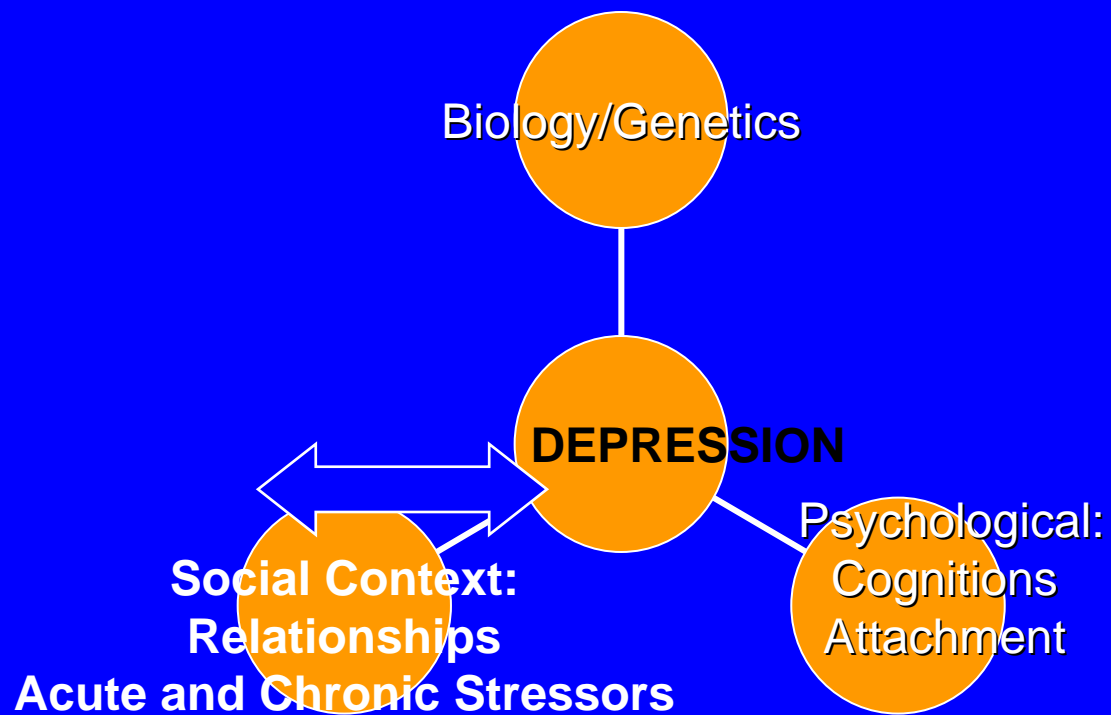 Biology/Genetics
DEPRESSION
Social Context:
Relationships
Acute and Chronic Stressors
Psychological:
Cognitions
Attachment